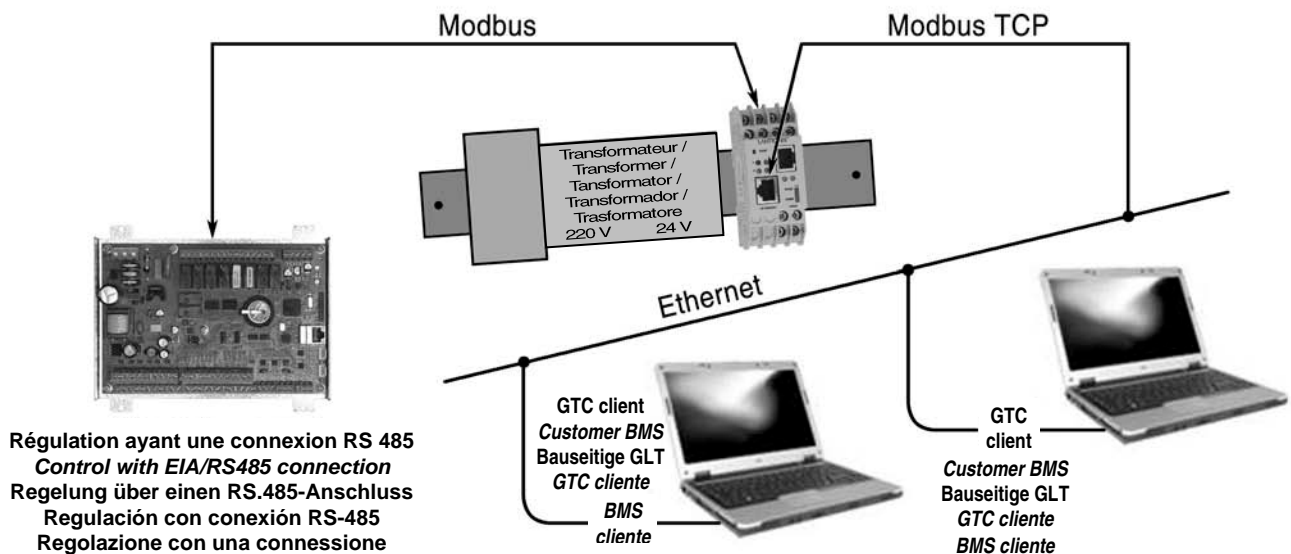 Modbus
Modbus TCP
Transformateur /
Transformer /
Tansformator /
Transformador /
Trasformatore
220 V 24 V
Ethernet
Régulation ayant une connexion RS 485
Control with EIA/RS485 connection
Regelung über einen RS.485-Anschluss
Regulación con conexión RS-485
Regolazione con una connessione
GTC client
Customer BMS
Bauseitige GLT
GTC cliente
BMS
cliente
GTC
client
Customer BMS
Bauseitige GLT
GTC cliente
BMS cliente